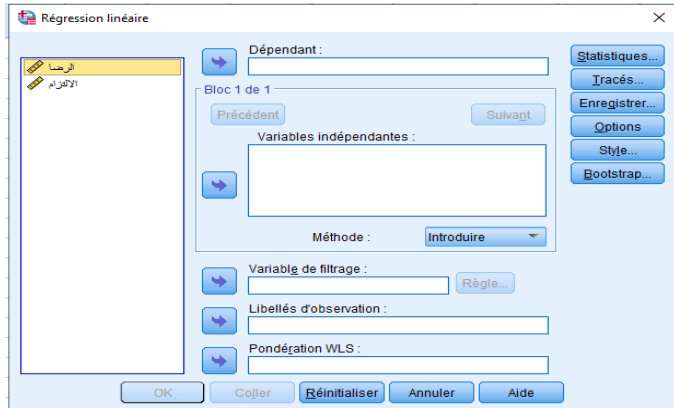 Régression linéaire
الرضا
الالتزام
Dépendant :
Bloc 1 de 1
Précédent
Suivant
Variables indépendantes :
Méthode :
Introduire
Variable de filtrage :
Règle...
Libellés d'observation :
Pondération WLS :
Statistiques...
Tracés...
Enregistrer...
Options
Style...
Bootstrap...
OK
Coller
Réinitialiser
Annuler
Aide